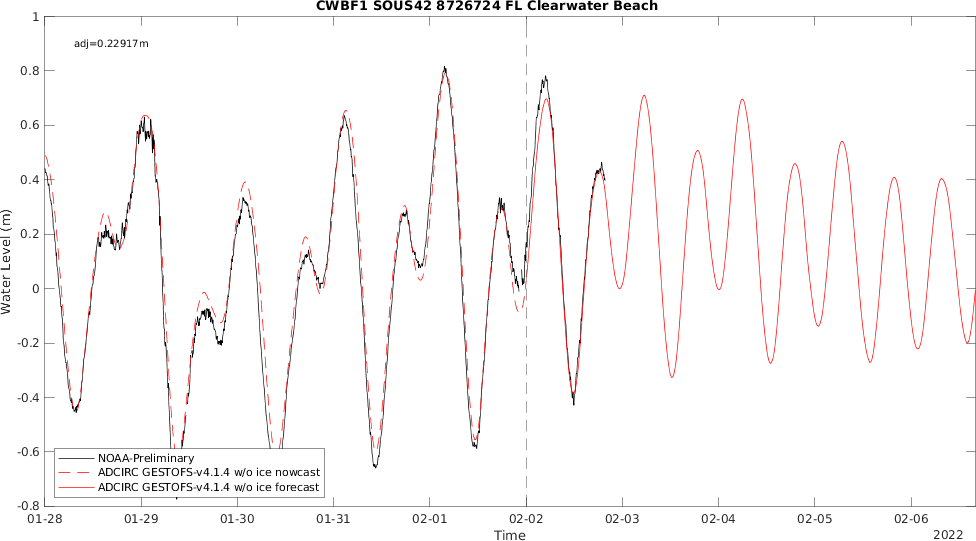 CWBF1 SOUS42 8726724 FL Clearwater Beach
adj=0.22917m
1
0.8
0.6
0.4
0.2
0
-0.2
-0.4
-0.6
-0.8
Water Level (m)
NOAA-Preliminary
ADCIRC GESTOFS-v4.1.4 w/o ice nowcast
ADCIRC GESTOFS-v4.1.4 w/o ice forecast
01-28 01-29 01-30 01-31 02-01 02-02 02-03 02-04 02-05 02-06
Time
2022